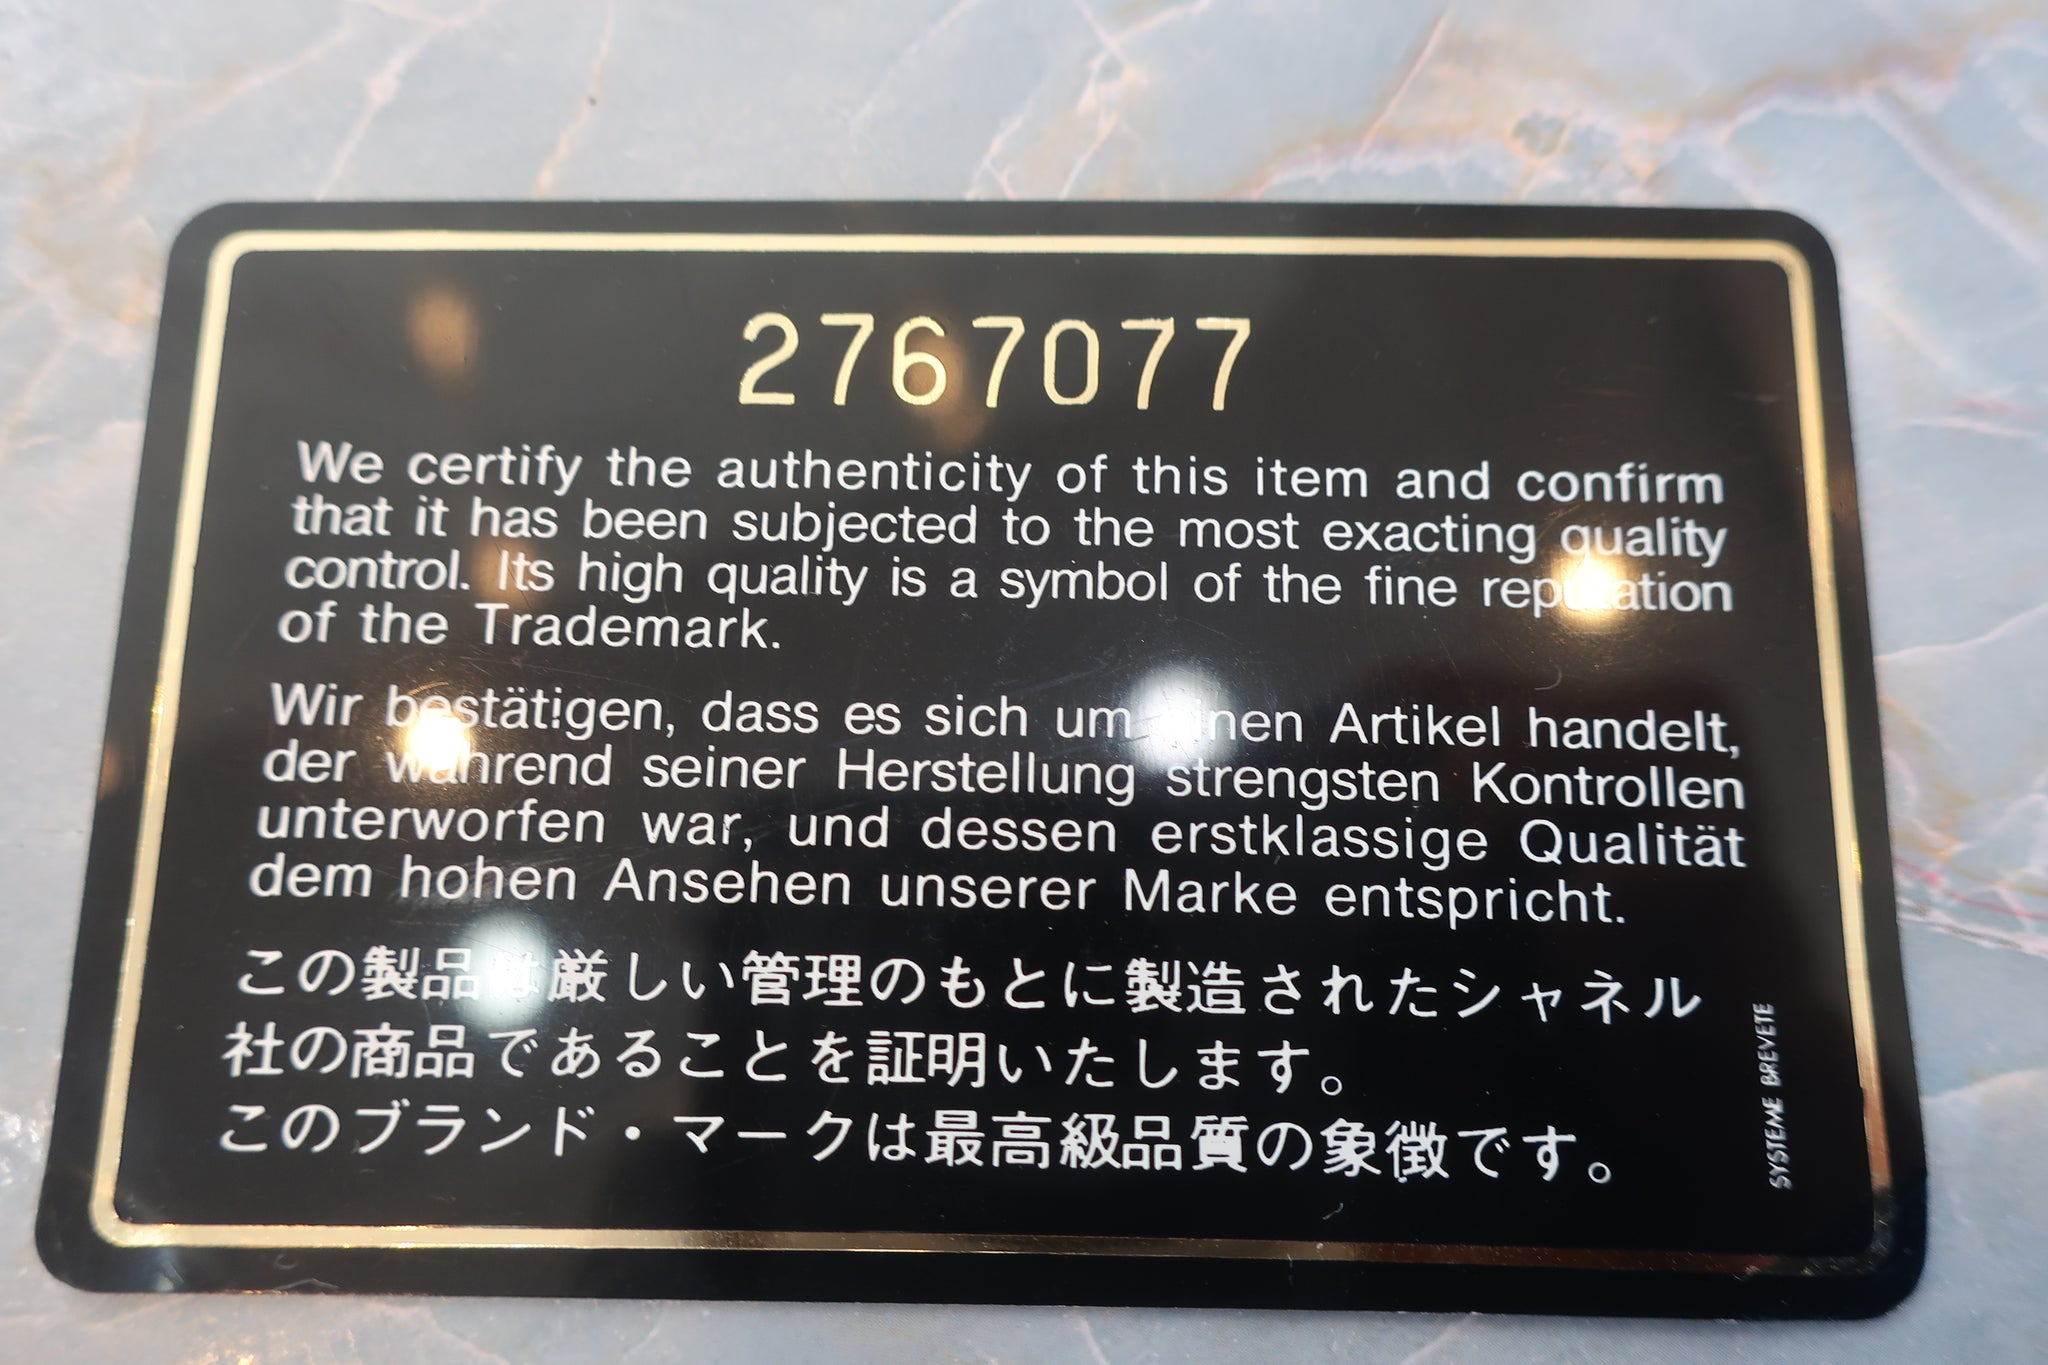 2767077
We certify the authenticity of this item and confirm
that it has been subjected to the most exacting quality
control. Its high quality is a symbol of the fine reputation
of the Trademark.
Wir bestätigen, dass es sich um einen Artikel handelt,
der während seiner Herstellung strengsten Kontrollen
unterworfen war, und dessen erstklassige Qualität
dem hohen Ansehen unserer Marke entspricht.
この製品は厳しい管理のもとに製造されたシャネル
社の商品であることを証明いたします。
このブランド・マークは最高級品質の象徴です。
SYSTEME BREVETE